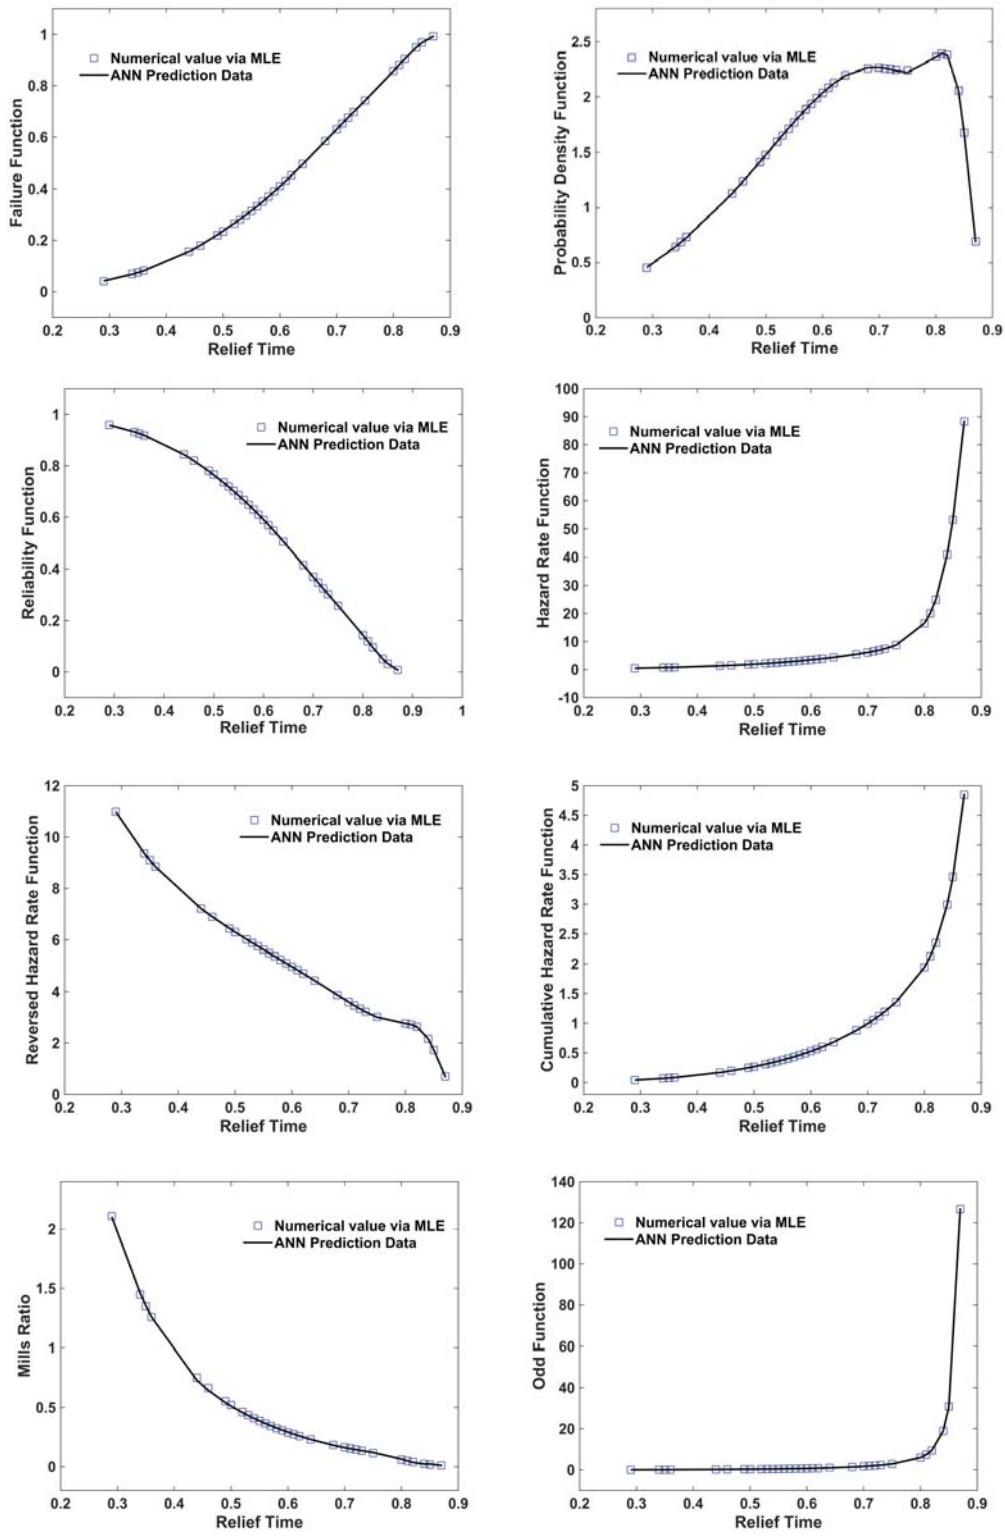 Numerical value via MLE
ANN Prediction Data
Failure Function
1
0.8
0.6
0.4
0.2
0
0.2 0.3 0.4 0.5 0.6 0.7 0.8 0.9
Relief Time
Numerical value via MLE
ANN Prediction Data
Probability Density Function
2.5
2
1.5
1
0.5
0
0.2 0.3 0.4 0.5 0.6 0.7 0.8 0.9
Relief Time
Numerical value via MLE
ANN Prediction Data
Reliability Function
1
0.8
0.6
0.4
0.2
0
0.2 0.3 0.4 0.5 0.6 0.7 0.8 0.9 1
Relief Time
Numerical value via MLE
ANN Prediction Data
Hazard Rate Function
100
90
80
70
60
50
40
30
20
10
0
-10
0.2 0.3 0.4 0.5 0.6 0.7 0.8 0.9
Relief Time
Numerical value via MLE
ANN Prediction Data
Reversed Hazard Rate Function
12
10
8
6
4
2
0
0.2 0.3 0.4 0.5 0.6 0.7 0.8 0.9
Relief Time
Numerical value via MLE
ANN Prediction Data
Cumulative Hazard Rate Function
5
4.5
4
3.5
3
2.5
2
1.5
1
0.5
0
0.2 0.3 0.4 0.5 0.6 0.7 0.8 0.9
Relief Time
Numerical value via MLE
ANN Prediction Data
Mills Ratio
2
1.5
1
0.5
0
0.2 0.3 0.4 0.5 0.6 0.7 0.8 0.9
Relief Time
Numerical value via MLE
ANN Prediction Data
Odd Function
140
120
100
80
60
40
20
0
0.2 0.3 0.4 0.5 0.6 0.7 0.8 0.9
Relief Time